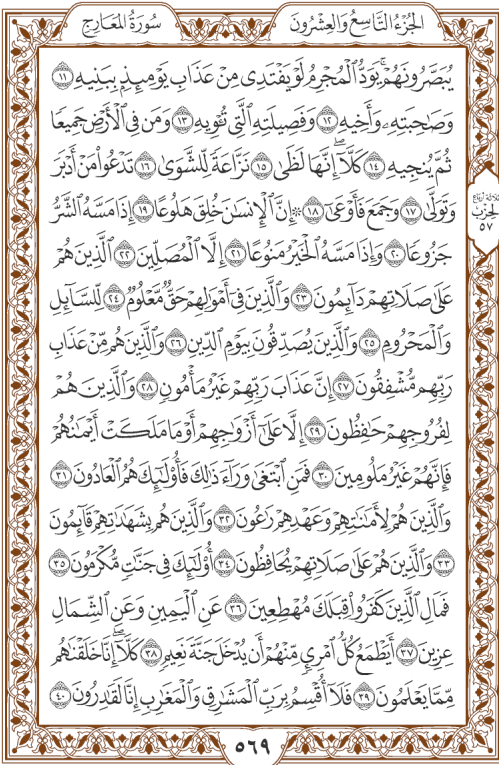 الجُزْءُ التَّاسِعُ وَالعِشْرُونَ
سُورَةُ المَعَارِجِ
يُبَصَّرُونَهُمْۚ يَوَدُّ ٱلْمُجْرِمُ لَوْ يَفْتَدِى مِنْ عَذَابِ يَوْمِئِذِۭ بِبَنِيهِ ١١
وَصَٰحِبَتِهِۦ وَأَخِيهِ ١٢ وَفَصِيلَتِهِ ٱلَّتِى تُـْٔوِيهِ ١٣ وَمَن فِى ٱلْأَرْضِ جَمِيعًا
ثُمَّ يُنجِيهِ ١٤ كَلَّآۖ إِنَّهَا لَظَىٰ ١٥ نَزَّاعَةً لِّلشَّوَىٰ ١٦ تَدْعُوا۟ مَنْ أَدْبَرَ
وَتَوَلَّىٰ ١٧ وَجَمَعَ فَأَوْعَىٰٓ ١٨ ۞ إِنَّ ٱلْإِنسَٰنَ خُلِقَ هَلُوعًا ١٩ إِذَا مَسَّهُ ٱلشَّرُّ
جَزُوعًا ٢٠ وَإِذَا مَسَّهُ ٱلْخَيْرُ مَنُوعًا ٢١ إِلَّا ٱلْمُصَلِّينَ ٢٢ ٱلَّذِينَ هُمْ
عَلَىٰ صَلَاتِهِمْ دَآئِمُونَ ٢٣ وَٱلَّذِينَ فِىٓ أَمْوَٰلِهِمْ حَقٌّ مَّعْلُومٌ ٢٤ لِّلسَّآئِلِ
وَٱلْمَحْرُومِ ٢٥ وَٱلَّذِينَ يُصَدِّقُونَ بِيَوْمِ ٱلدِّينِ ٢٦ وَٱلَّذِينَ هُم مِّنْ عَذَابِ
رَبِّهِم مُّشْفِقُونَ ٢٧ إِنَّ عَذَابَ رَبِّهِمْ غَيْرُ مَأْمُونٍ ٢٨ وَٱلَّذِينَ هُمْ
لِفُرُوجِهِمْ حَٰفِظُونَ ٢٩ إِلَّا عَلَىٰٓ أَزْوَٰجِهِمْ أَوْ مَا مَلَكَتْ أَيْمَٰنُهُمْ
فَإِنَّهُمْ غَيْرُ مَلُومِينَ ٣٠ فَمَنِ ٱبْتَغَىٰ وَرَآءَ ذَٰلِكَ فَأُو۟لَٰٓئِكَ هُمُ ٱلْعَادُونَ ٣١
وَٱلَّذِينَ هُمْ لِأَمَٰنَٰتِهِمْ وَعَهْدِهِمْ رَٰعُونَ ٣٢ وَٱلَّذِينَ هُم بِشَهَٰدَٰتِهِمْ قَآئِمُونَ
٣٣ وَٱلَّذِينَ هُمْ عَلَىٰ صَلَاتِهِمْ يُحَافِظُونَ ٣٤ أُو۟لَٰٓئِكَ فِى جَنَّٰتٍ مُّكْرَمُونَ ٣٥
فَمَالِ ٱلَّذِينَ كَفَرُوا۟ قِبَلَكَ مُهْطِعِينَ ٣٦ عَنِ ٱلْيَمِينِ وَعَنِ ٱلشِّمَالِ
عِزِينَ ٣٧ أَيَطْمَعُ كُلُّ ٱمْرِئٍ مِّنْهُمْ أَن يُدْخَلَ جَنَّةَ نَعِيمٍ ٣٨ كَلَّآۖ إِنَّا خَلَقْنَٰهُم
مِّمَّا يَعْلَمُونَ ٣٩ فَلَآ أُقْسِمُ بِرَبِّ ٱلْمَشَٰرِقِ وَٱلْمَغَٰرِبِ إِنَّا لَقَٰدِرُونَ ٤٠
ثلاثة أرباع
الحزب
٥٧
٥٦٩